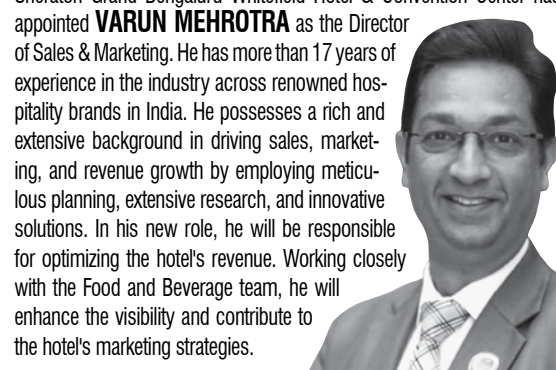 Sheraton Grand Bengaluru Whitefield Hotel & Convention Center has
appointed VARUN MEHROTRA as the Director
of Sales & Marketing. He has more than 17 years of
experience in the industry across renowned hos-
pitality brands in India. He possesses a rich and
extensive background in driving sales, market-
ing, and revenue growth by employing meticu-
lous planning, extensive research, and innovative
solutions. In his new role, he will be responsible
for optimizing the hotel's revenue. Working closely
with the Food and Beverage team, he will
enhance the visibility and contribute to
the hotel's marketing strategies.